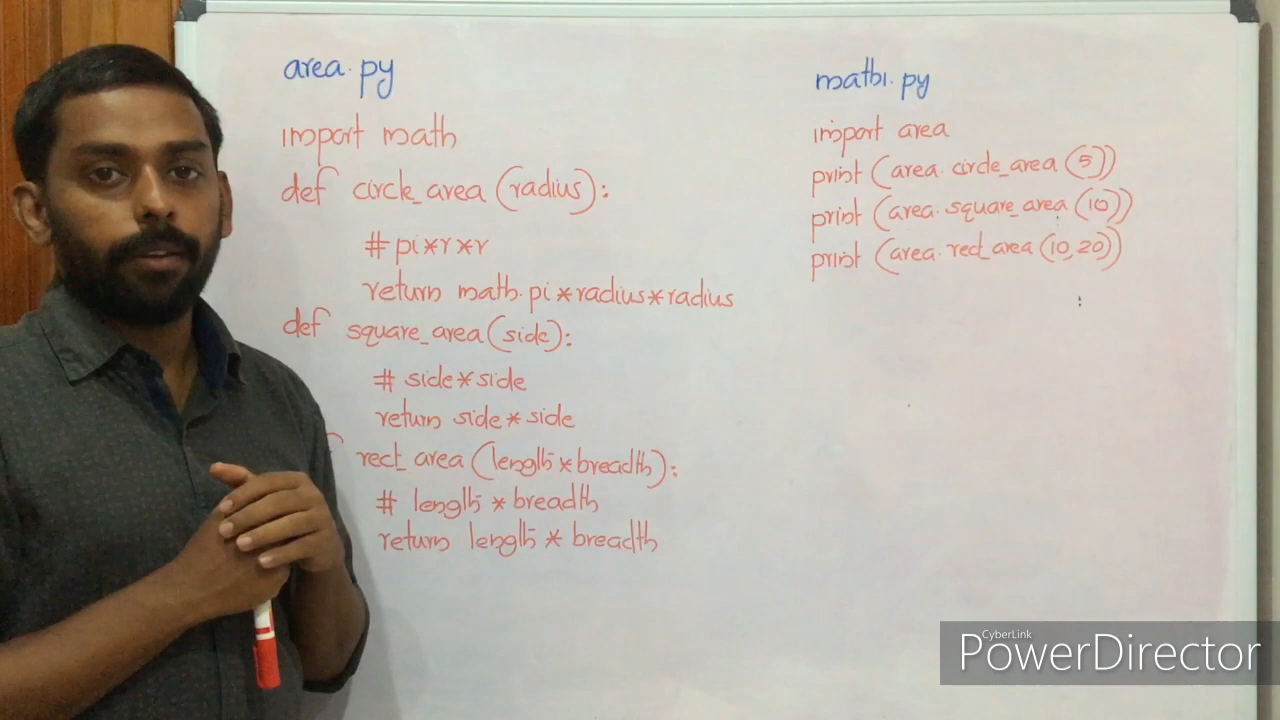 area.py
import math
def circle_area (radius):
# pi*r*r
return math.pi*radius*radius
def square_area (side):
# side*side
return side * side
rect_area (length*breadth):
# length * breadth
return length * breadth
math1.py
import area
print (area.circle_area (5))
print (area.square_area (10))
print (area.rect_area (10,20))
CyberLink
PowerDirector